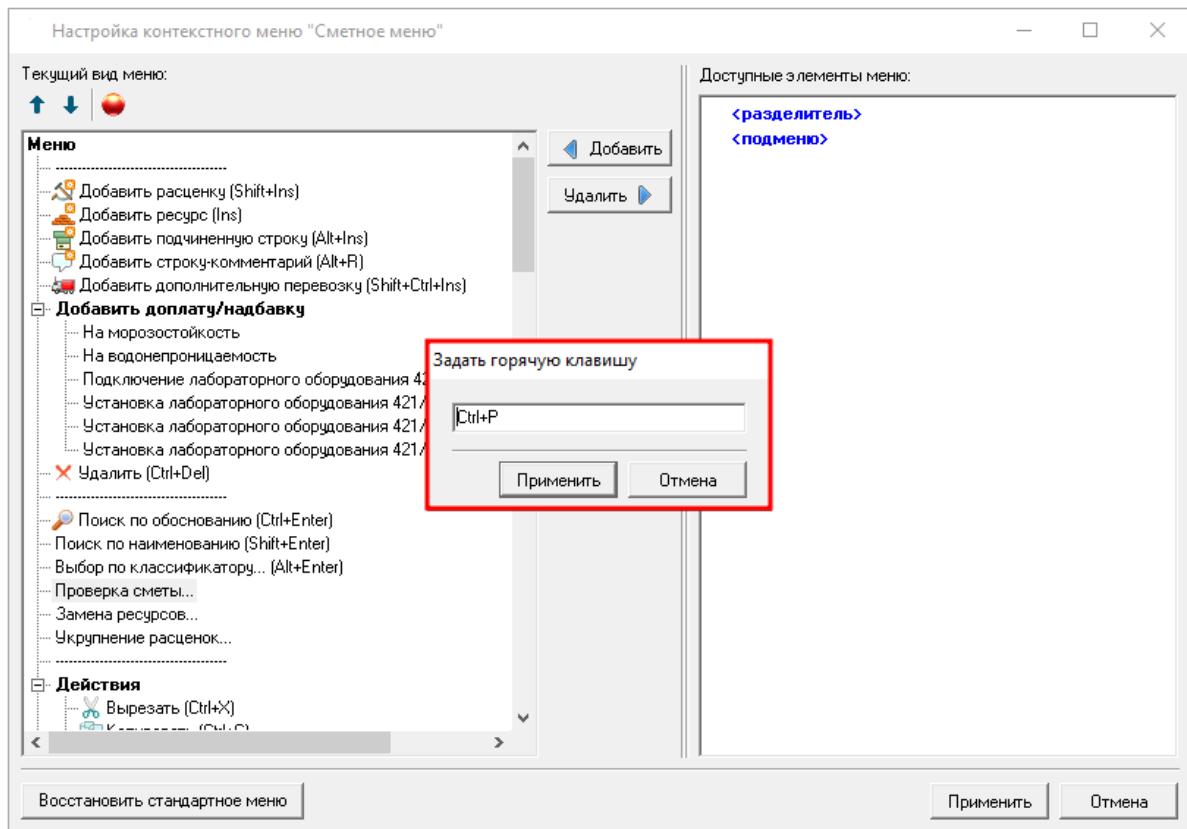 Настройка контекстного меню "Сметное меню"
Текущий вид меню:
Меню
Добавить расценку (Shift+Ins)
Добавить ресурс (Ins)
Добавить подчиненную строку (Alt+Ins)
Добавить строку-комментарий (Alt+R)
Добавить дополнительную перевозку (Shift+Ctrl+Ins)
Добавить доплату/надбавку
На морозостойкость
На водонепроницаемость
Подключение лабораторного оборудования 42
Установка лабораторного оборудования 421/
Установка лабораторного оборудования 421/
Установка лабораторного оборудования 421/
Удалить (Ctrl+Del)
Поиск по обоснованию (Ctrl+Enter)
Поиск по наименованию (Shift+Enter)
Выбор по классификатору... (Alt+Enter)
Проверка сметы...
Замена ресурсов...
Укрупнение расценок...
Действия
Вырезать (Ctrl+X)
Копировать (Ctrl+C)
Добавить
Удалить
Задать горячую клавишу
Ctrl+P
Применить Отмена
Доступные элементы меню:
<разделитель>
<подменю>
Восстановить стандартное меню
Применить Отмена